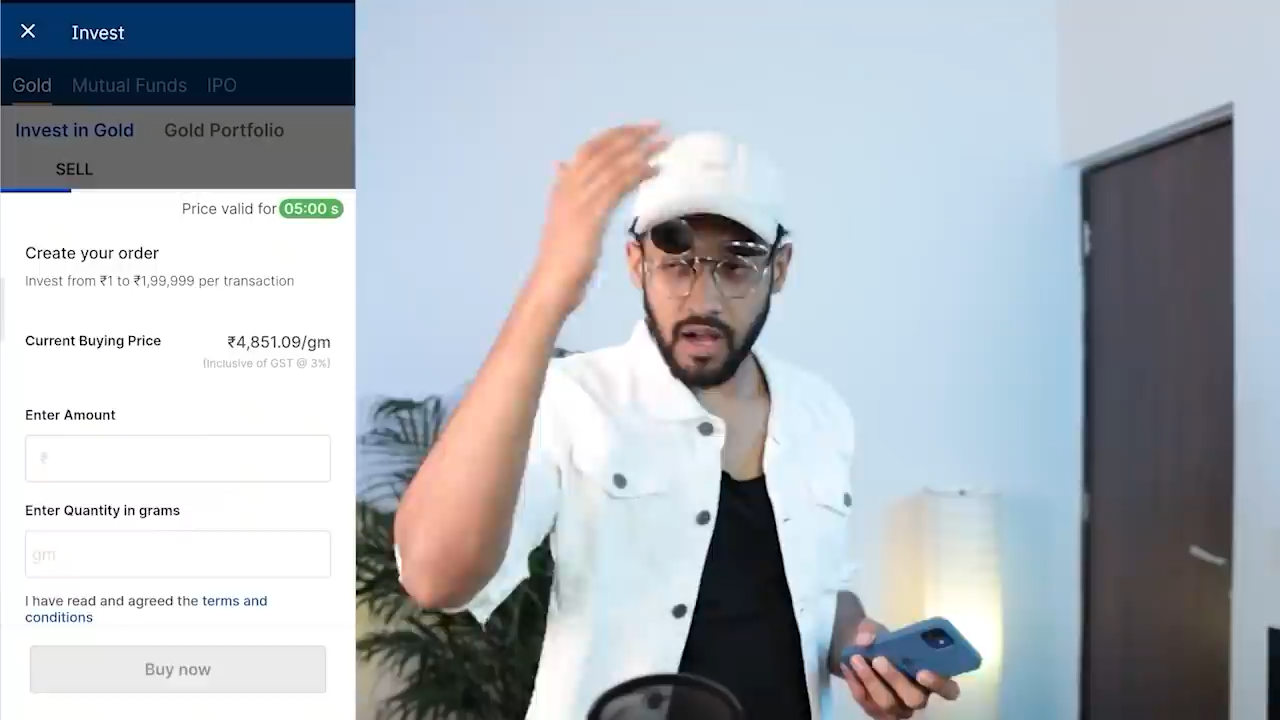 Invest
Gold Mutual Funds IPO
Invest in Gold Gold Portfolio
SELL
Price valid for 05:00 s
Create your order
Invest from ₹1 to ₹1,99,999 per transaction
Current Buying Price ₹4,851.09/gm
(Inclusive of GST @ 3%)
Enter Amount
₹
Enter Quantity in grams
gm
I have read and agreed the terms and
conditions
Buy now